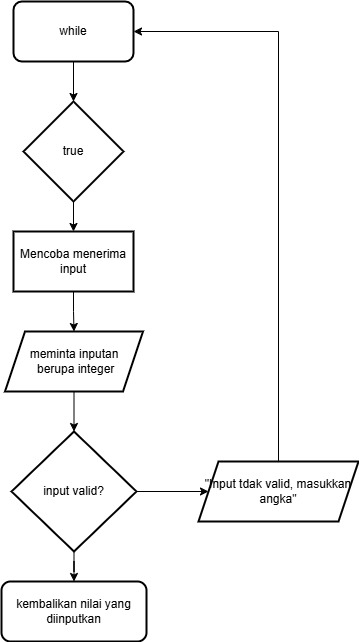 while
true
Mencoba menerima
input
meminta inputan
berupa integer
input valid?
"Input tdak valid, masukkan
angka"
kembalikan nilai yang
diinputkan